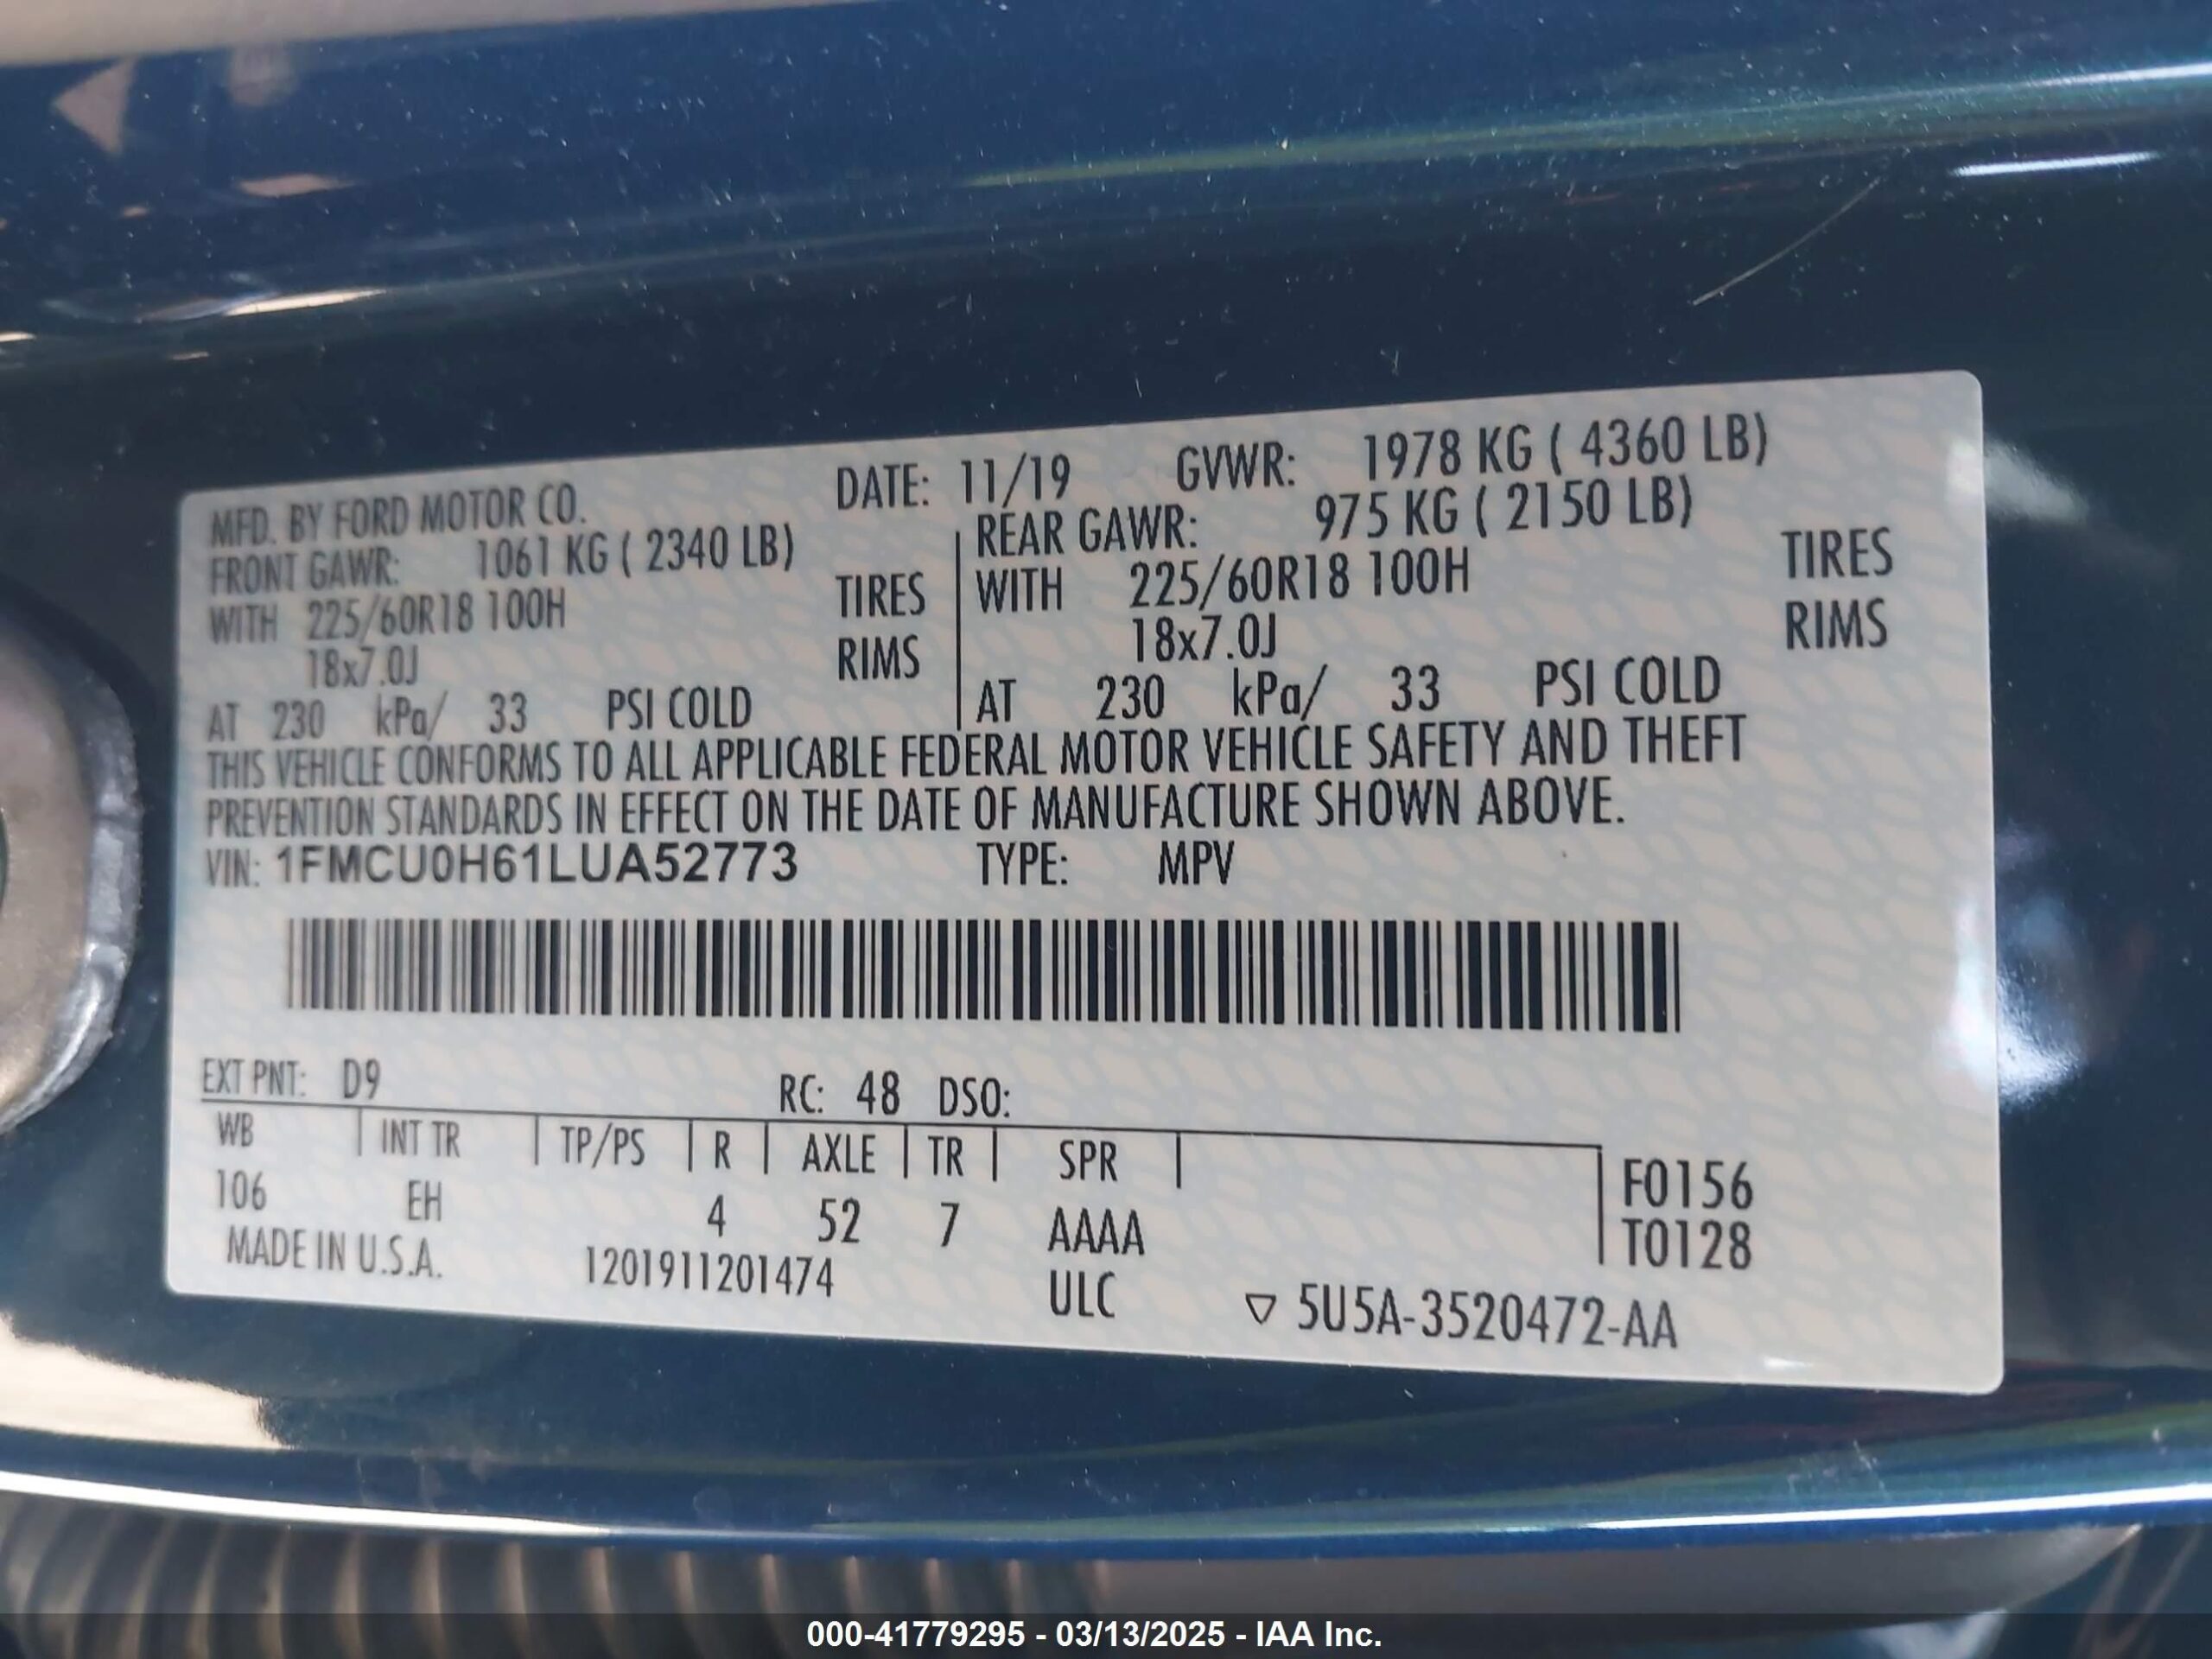 MFD. BY FORD MOTOR CO. DATE: 11/19 GVWR: 1978 KG ( 4360 LB)
FRONT GAWR: 1061 KG ( 2340 LB) REAR GAWR: 975 KG ( 2150 LB)
WITH 225/60R18 100H TIRES WITH 225/60R18 100H TIRES
18x7.0J RIMS 18x7.0J RIMS
AT 230 kPa/ 33 PSI COLD AT 230 kPa/ 33 PSI COLD
THIS VEHICLE CONFORMS TO ALL APPLICABLE FEDERAL MOTOR VEHICLE SAFETY AND THEFT
PREVENTION STANDARDS IN EFFECT ON THE DATE OF MANUFACTURE SHOWN ABOVE.
VIN: 1FMCU0H61LUA52773 TYPE: MPV
EXT PNT: D9 RC: 48 DSO:
WB INT TR TP/PS R AXLE TR SPR F0156
106 EH 4 52 7 AAAA T0128
MADE IN U.S.A. 1201911201474 ULC ▽ 5U5A-3520472-AA
000-41779295 - 03/13/2025 - IAA Inc.